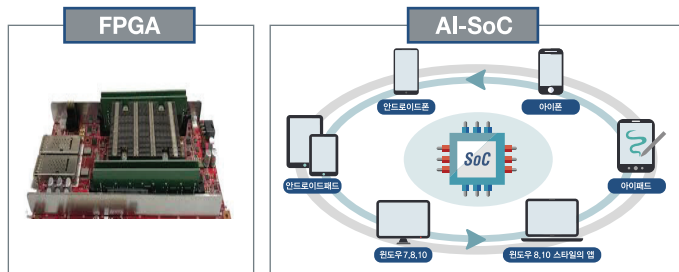 FPGA
AI-SoC
안드로이드폰
아이폰
SoC
안드로이드패드
아이패드
윈도우 7,8,10
윈도우 8,10 스타일의 앱